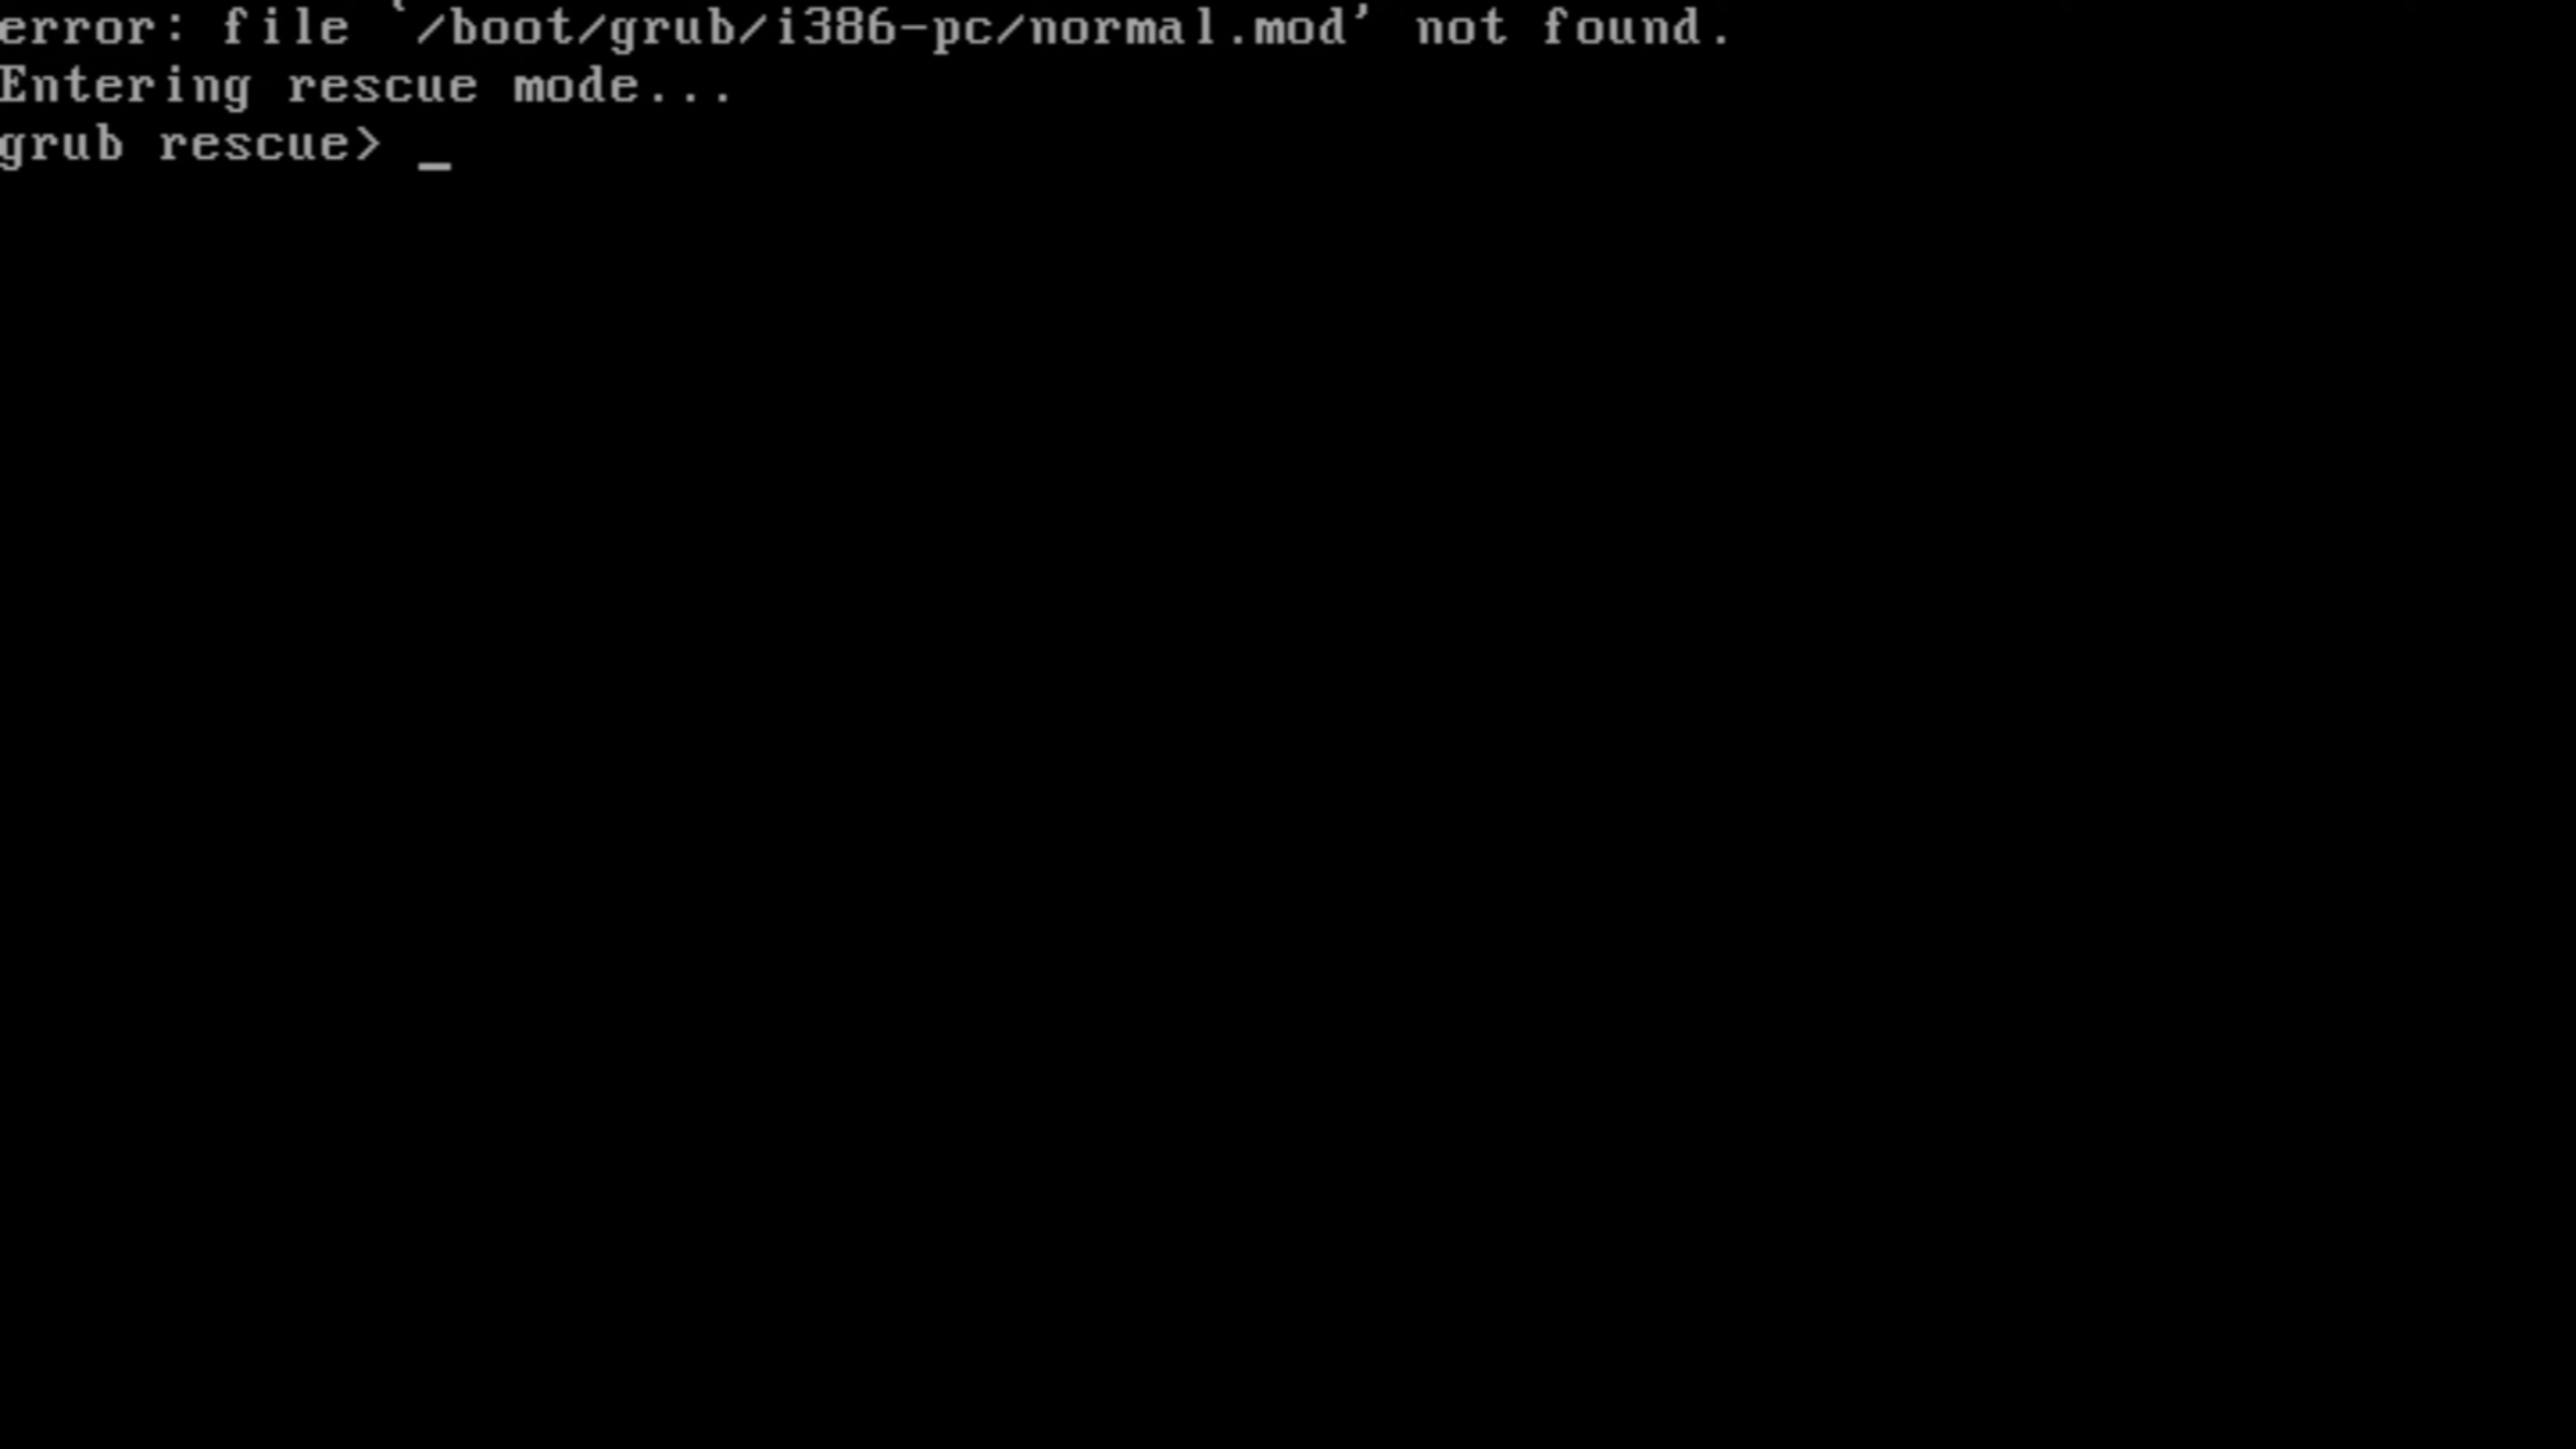 error: file `/boot/grub/i386-pc/normal.mod' not found.
Entering rescue mode...
grub rescue> _